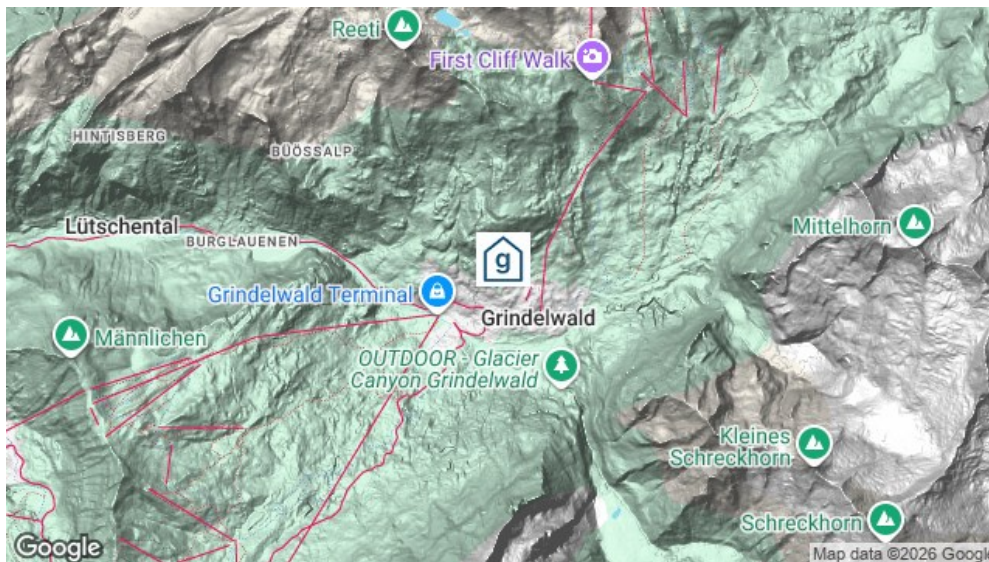 Reeti
First Cliff Walk
HINTISBERG
BÜÖSSALP
Lütschental
BURGLAUENEN
Mittelhorn
g
Grindelwald Terminal
Grindelwald
Männlichen
OUTDOOR - Glacier
Canyon Grindelwald
Kleines
Schreckhorn
Schreckhorn
Google
Map data ©2026 Google